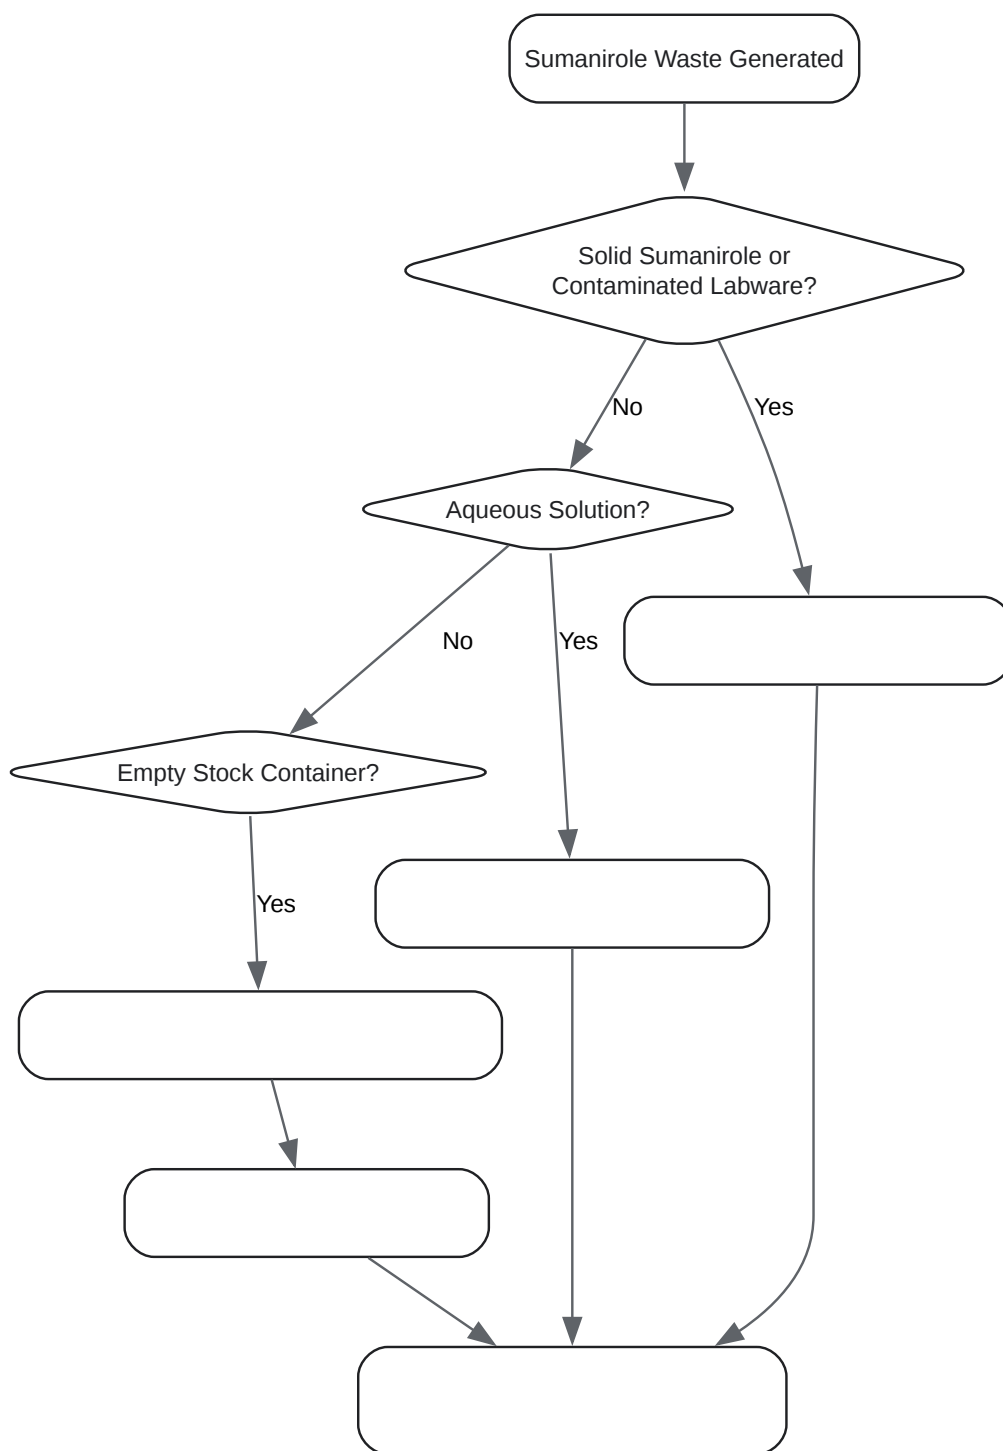 Sumanirole Waste Generated
Solid Sumanirole or
Contaminated Labware?
No
Yes
Aqueous Solution?
No
Yes
Empty Stock Container?
Yes